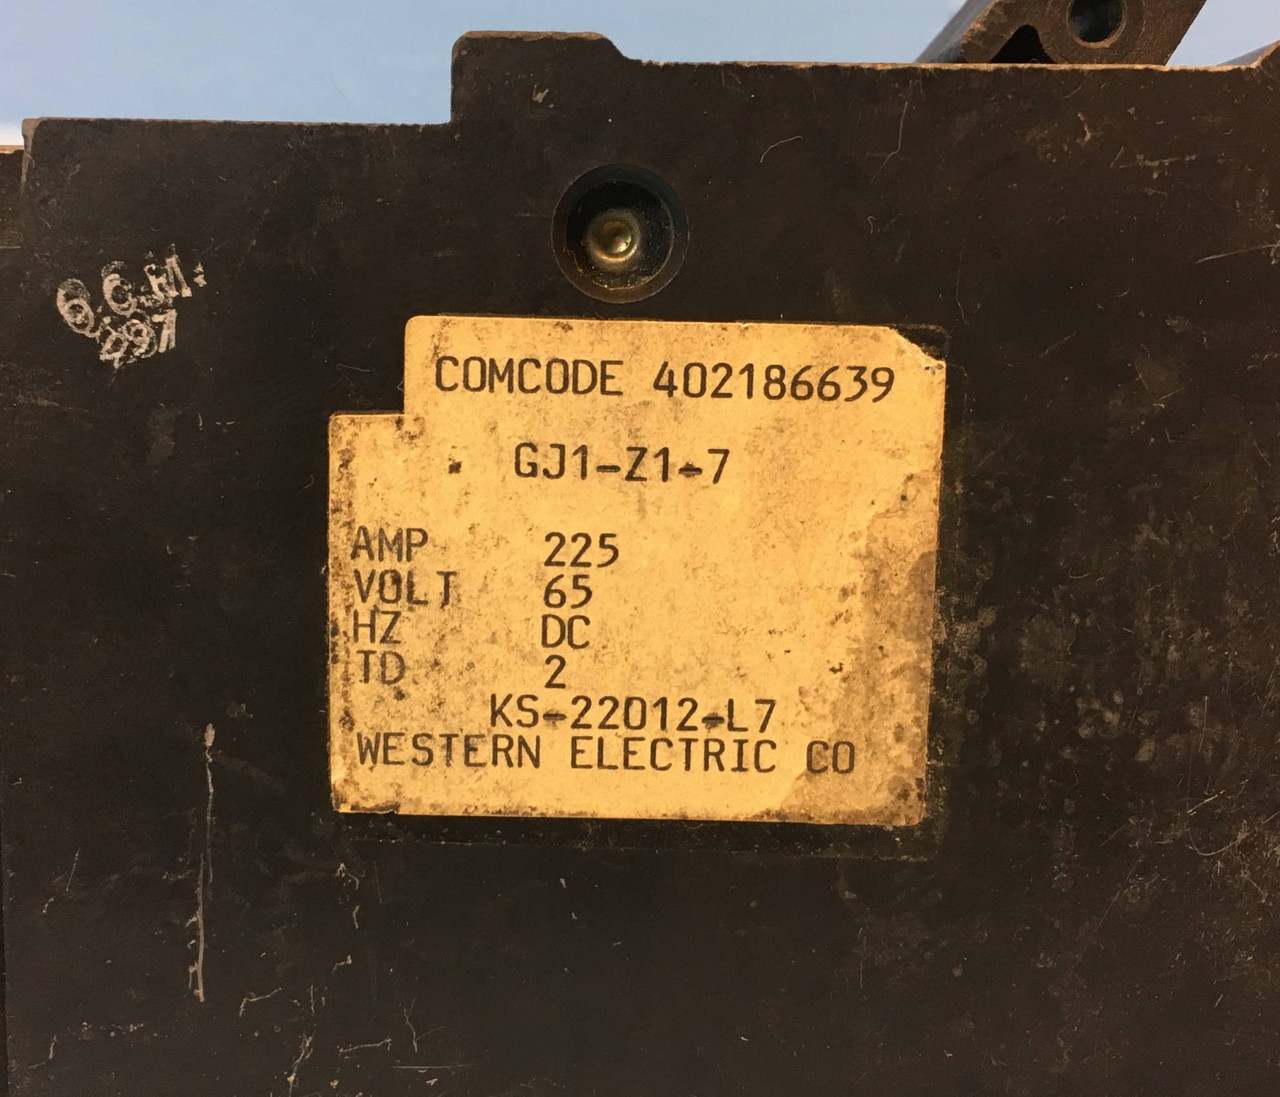 COMCODE 402186639
GJ1-Z1-7
AMP 225
VOLT 65
HZ DC
TD 2
KS-22012-L7
WESTERN ELECTRIC CO